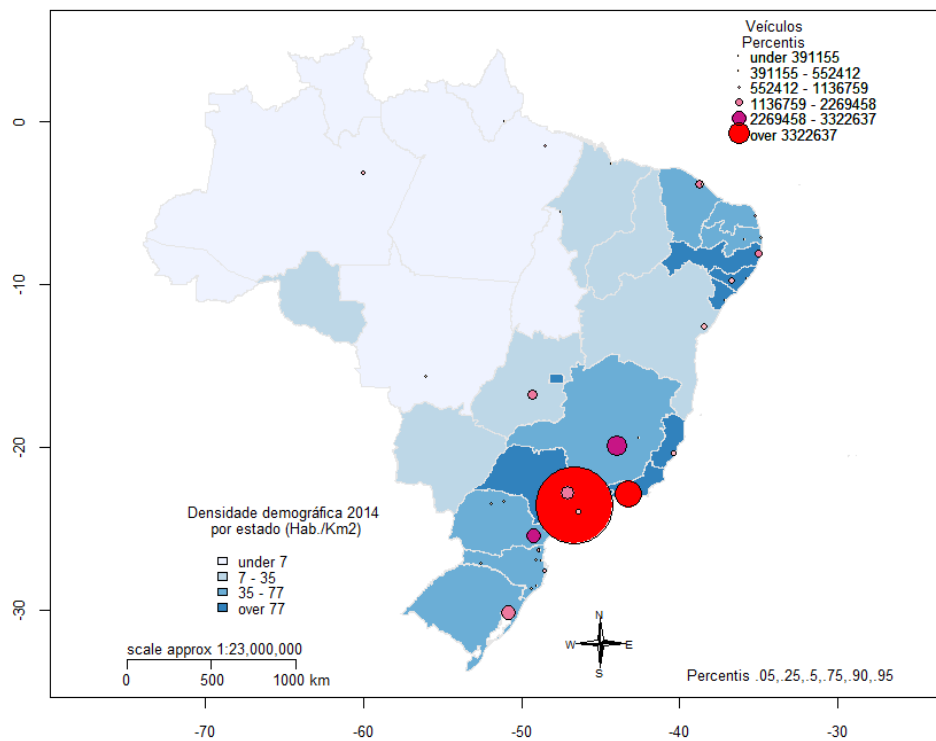 Veículos
Percentis
under 391155
391155 - 552412
552412 - 1136759
1136759 - 2269458
2269458 - 3322637
over 3322637
0
-10
-20
-30
Densidade demográfica 2014
por estado (Hab./Km2)
under 7
7 - 35
35 - 77
over 77
scale approx 1:23,000,000
0 500 1000 km
N
W E
S
Percentis .05,.25,.5,.75,.90,.95
-70 -60 -50 -40 -30